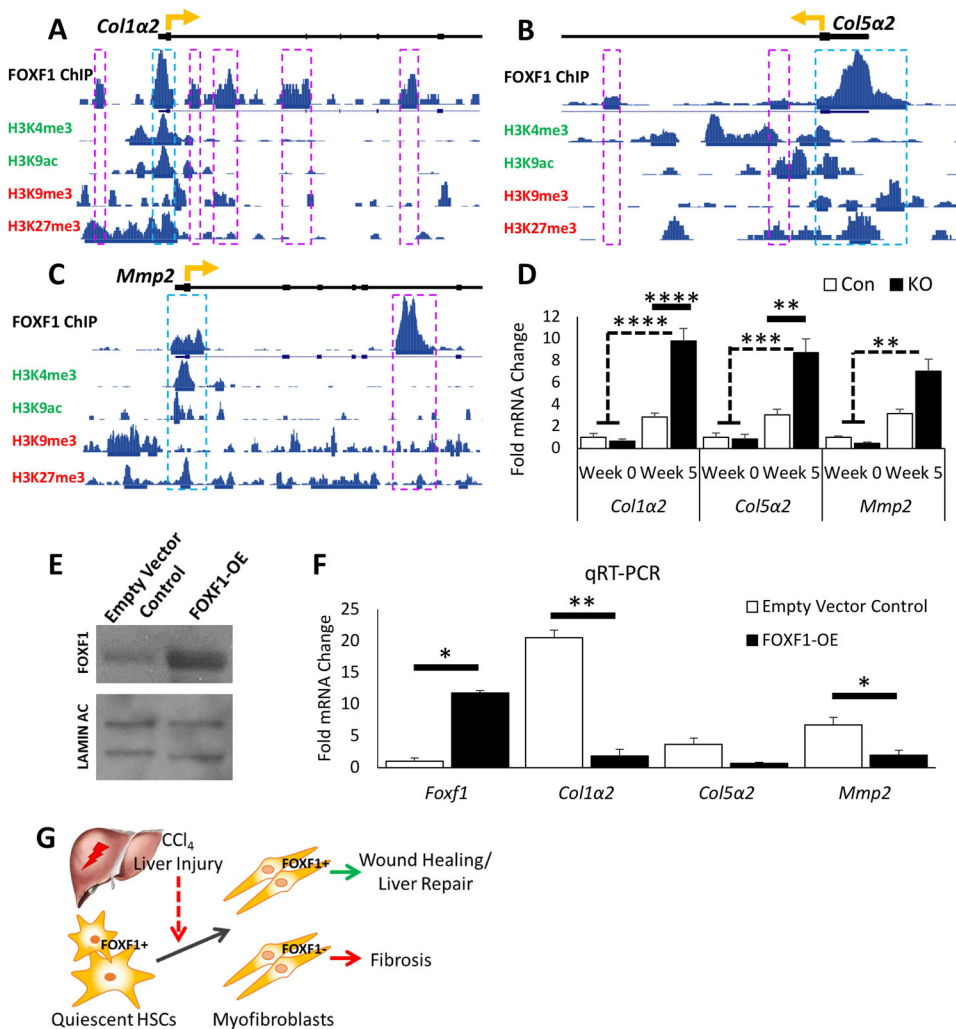 A
Col1α2
FOXF1 ChIP
H3K4me3
H3K9ac
H3K9me3
H3K27me3
B
Col5α2
FOXF1 ChIP
H3K4me3
H3K9ac
H3K9me3
H3K27me3
C
Mmp2
FOXF1 ChIP
H3K4me3
H3K9ac
H3K9me3
H3K27me3
D
Con KO
Fold mRNA Change
12
10
8
6
4
2
0
****
****
***
**
**
Week 0 Week 5 Week 0 Week 5 Week 0 Week 5
Col1α2 Col5α2 Mmp2
E
Empty Vector
Control
FOXF1-OE
FOXF1
LAMIN AC
F
qRT-PCR
Empty Vector Control
FOXF1-OE
Fold mRNA Change
25
20
15
10
5
0
*
**
*
Foxf1 Col1α2 Col5α2 Mmp2
G
CCl4
Liver Injury
FOXF1+
Quiescent HSCs
FOXF1+
Wound Healing/
Liver Repair
FOXF1-
Fibrosis
Myofibroblasts